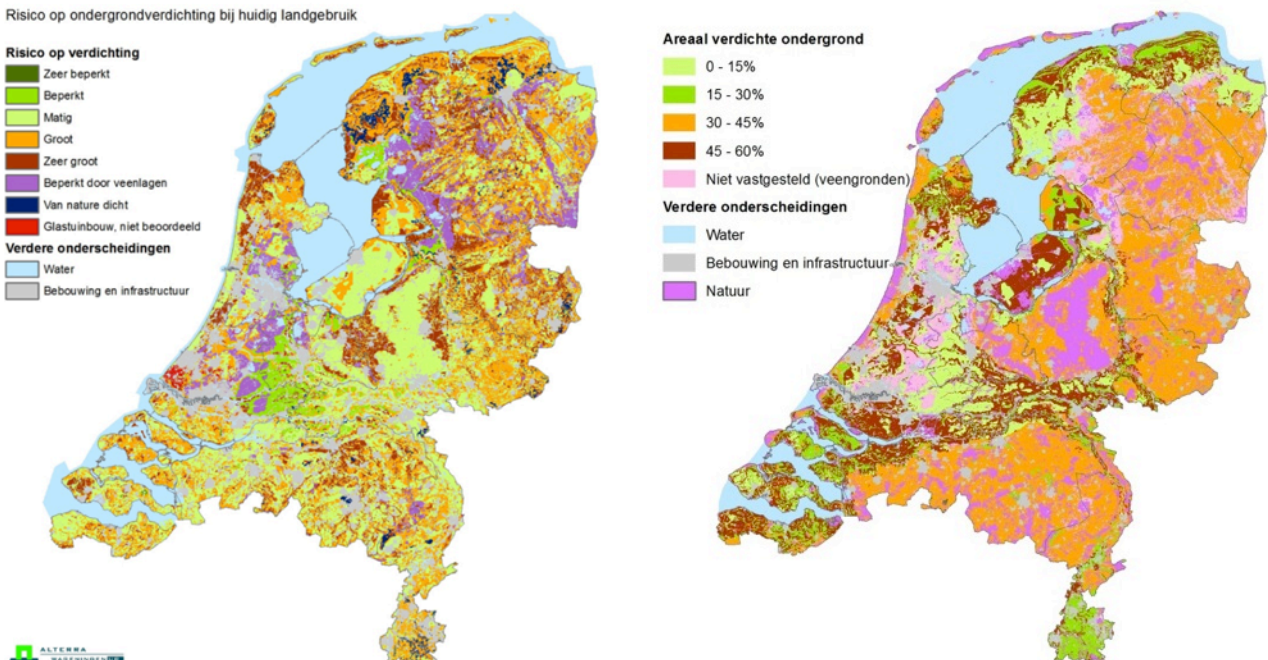 Risico op ondergrondverdichting bij huidig landgebruik
Risico op verdichting
Zeer beperkt
Beperkt
Matig
Groot
Zeer groot
Beperkt door veenlagen
Van nature dicht
Glastuinbouw, niet beoordeeld
Verdere onderscheidingen
Water
Bebouwing en infrastructuur
ALTERRA
WAGENINGEN UR
Areaal verdichte ondergrond
0 - 15%
15 - 30%
30 - 45%
45 - 60%
Niet vastgesteld (veengronden)
Verdere onderscheidingen
Water
Bebouwing en infrastructuur
Natuur